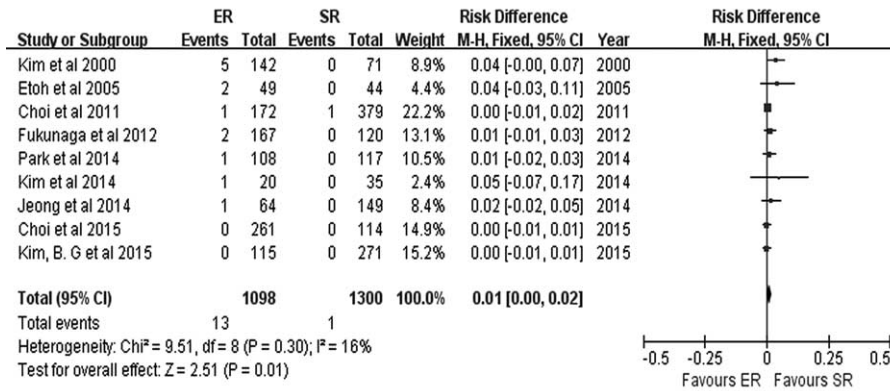 ER SR Risk Difference Risk Difference
Study or Subgroup Events Total Events Total Weight M-H, Fixed, 95% CI Year M-H, Fixed, 95% CI
Kim et al 2000 5 142 0 71 8.9% 0.04 [-0.00, 0.07] 2000
Etoh et al 2005 2 49 0 44 4.4% 0.04 [-0.03, 0.11] 2005
Choi et al 2011 1 172 1 379 22.2% 0.00 [-0.01, 0.02] 2011
Fukunaga et al 2012 2 167 0 120 13.1% 0.01 [-0.01, 0.03] 2012
Park et al 2014 1 108 0 117 10.5% 0.01 [-0.02, 0.03] 2014
Kim et al 2014 1 20 0 35 2.4% 0.05 [-0.07, 0.17] 2014
Jeong et al 2014 1 64 0 149 8.4% 0.02 [-0.02, 0.05] 2014
Choi et al 2015 0 261 0 114 14.9% 0.00 [-0.01, 0.01] 2015
Kim, B. G et al 2015 0 115 0 271 15.2% 0.00 [-0.01, 0.01] 2015
Total (95% CI) 1098 1300 100.0% 0.01 [0.00, 0.02]
Total events 13 1
Heterogeneity: Chi² = 9.51, df = 8 (P = 0.30); I² = 16%
Test for overall effect: Z = 2.51 (P = 0.01)
-0.5 -0.25 0 0.25 0.5
Favours ER Favours SR